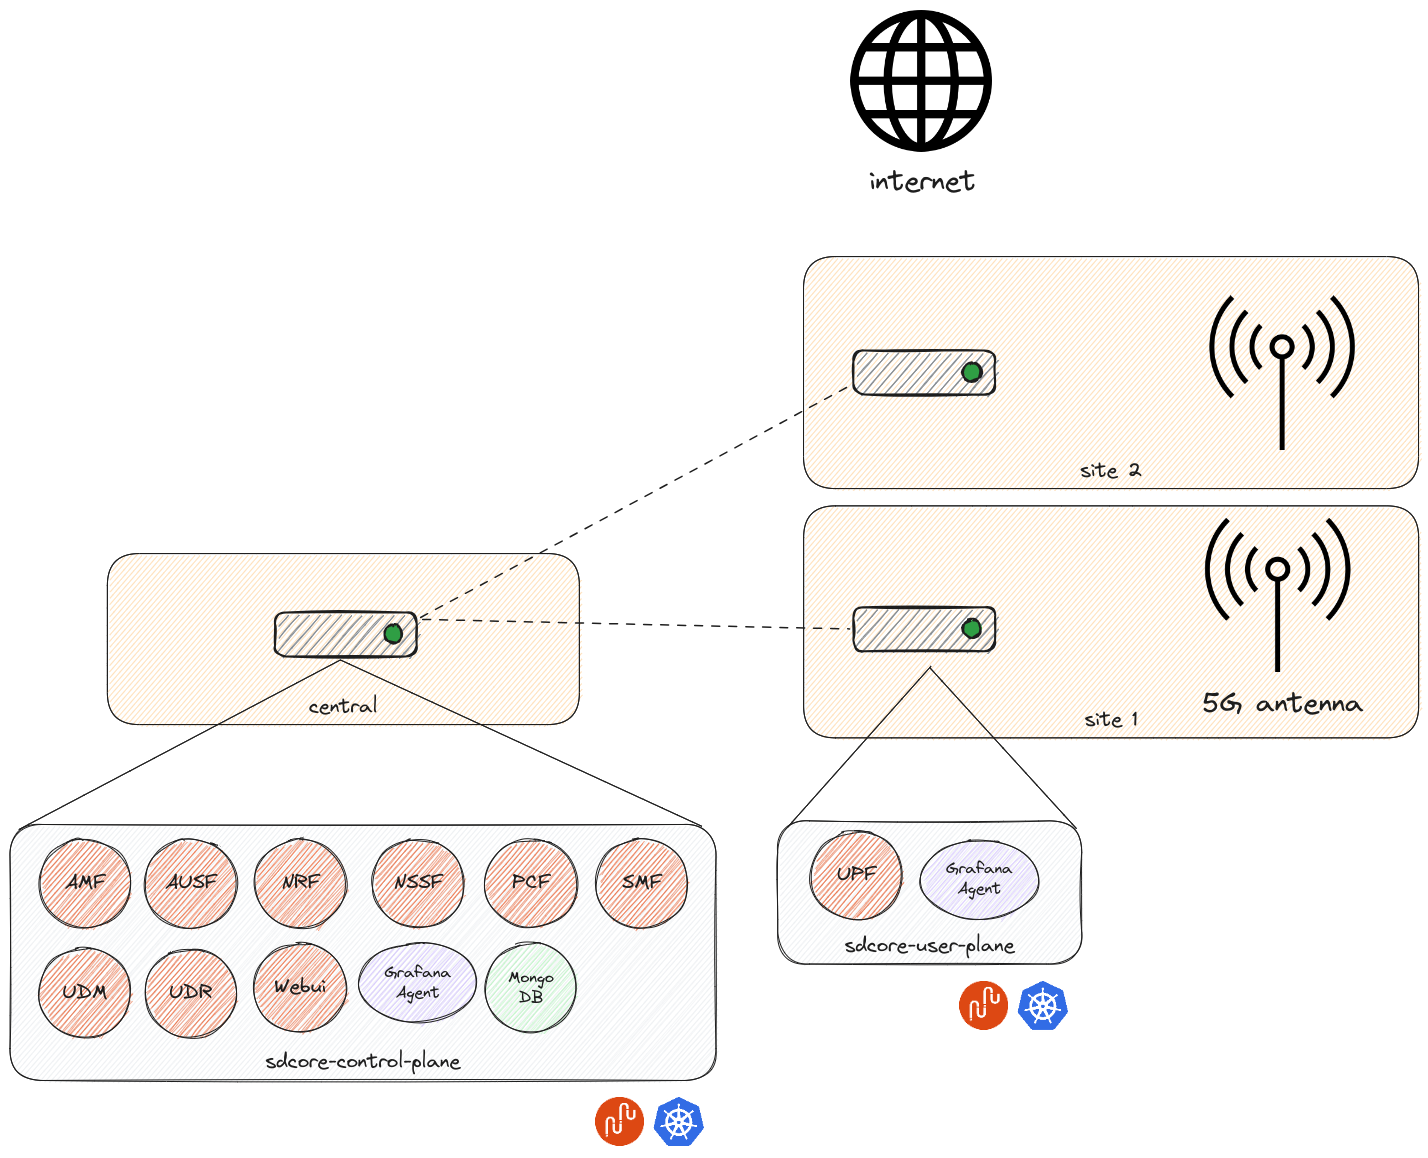 internet
site 2
central
site 1
5G antenna
AMF
AUSF
NRF
NSSF
PCF
SMF
UDM
UDR
Webui
Grafana
Agent
Mongo
DB
sdcore-control-plane
UPF
Grafana
Agent
sdcore-user-plane